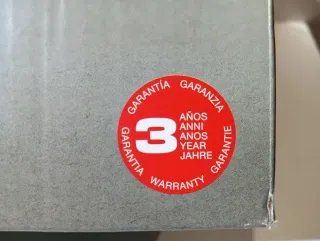 GARANTÍA GARANZIA
3
AÑOS
ANNI
ANOS
YEAR
JAHRE
GARANTIA WARRANTY GARANTIE